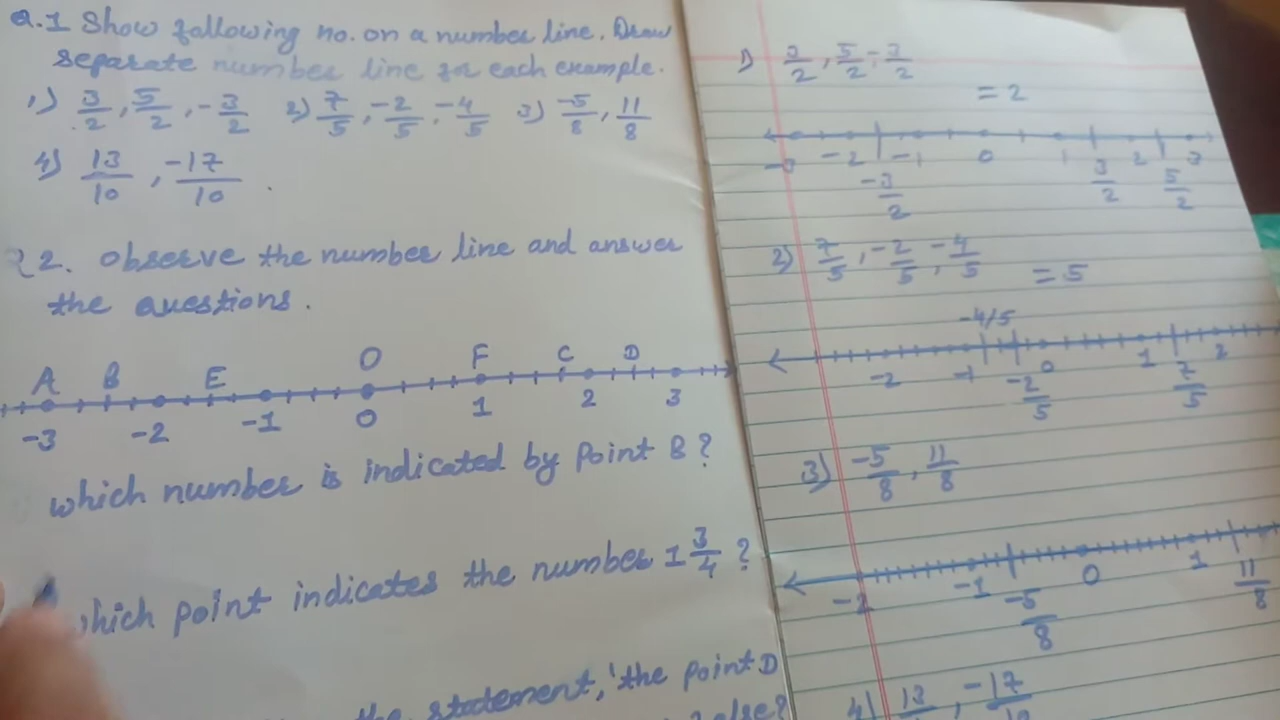 Q.1 Show following no. on a number line. Draw
separate number line for each example.
1) 3/2, 5/2, -3/2 2) 7/5, -2/5, -4/5 3) -5/8, 11/8
4) 13/10, -17/10.
2. Observe the number line and answer
the questions.
A B E O F C D
-3 -2 -1 0 1 2 3
which number is indicated by Point B?
which point indicates the number 1 3/4?
the statement, 'the point D
1) 3/2, 5/2, -3/2
= 2
-3 -2 -1 0 1 2 3
-3/2 3/2 5/2
2) 7/5, -2/5, -4/5
= 5
-4/5
-2 -1 0 1 2
-2/5 7/5
3) -5/8, 11/8
-2 -1 0 1
-5/8 11/8
4) 13 -17